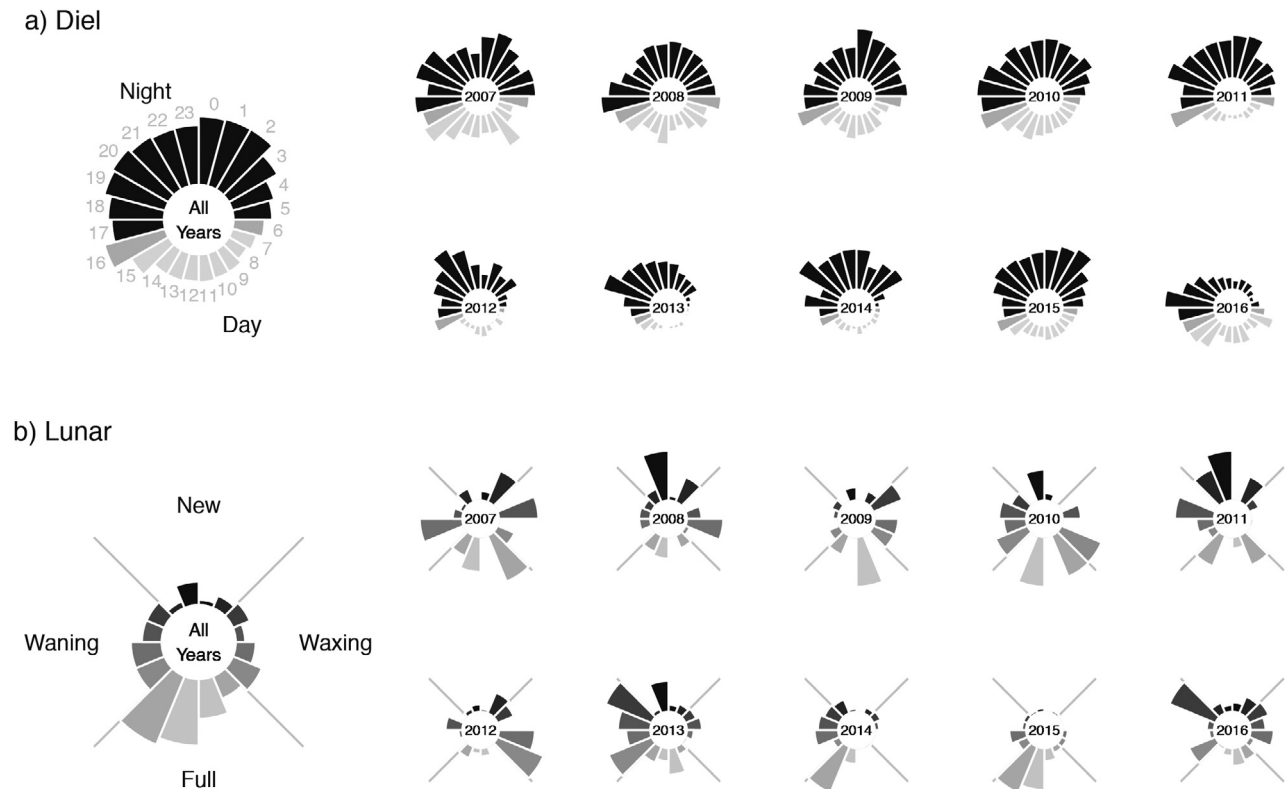 a) Diel
Night
23 0
22 1
21 2
20 3
19 4
18 5
17 6
16 7
15 8
14 9
13 12 11 10
All
Years
Day
2007 2008 2009 2010 2011
2012 2013 2014 2015 2016
b) Lunar
New
Waning
All
Years
Waxing
Full
2007 2008 2009 2010 2011
2012 2013 2014 2015 2016